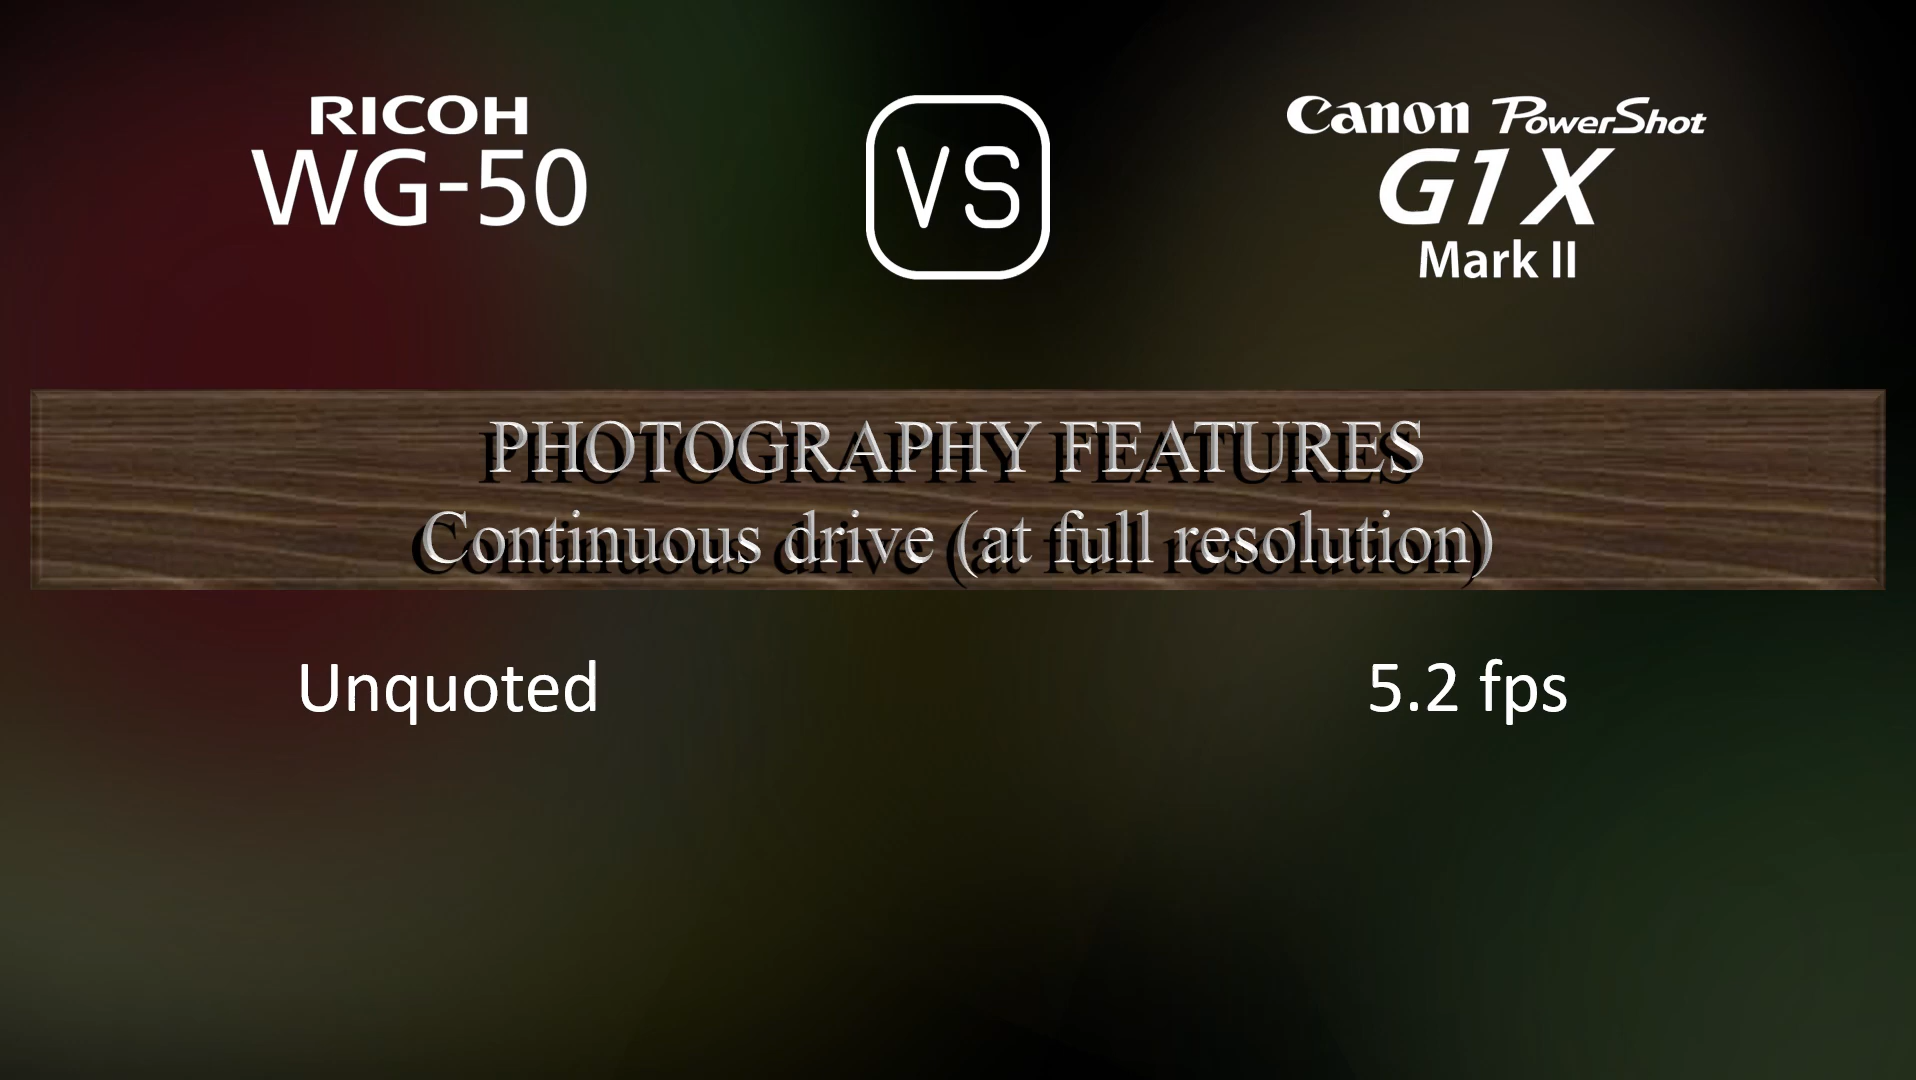 RICOH
WG-50
VS
Canon PowerShot
G1 X
Mark II
PHOTOGRAPHY FEATURES
Continuous drive (at full resolution)
Unquoted
5.2 fps